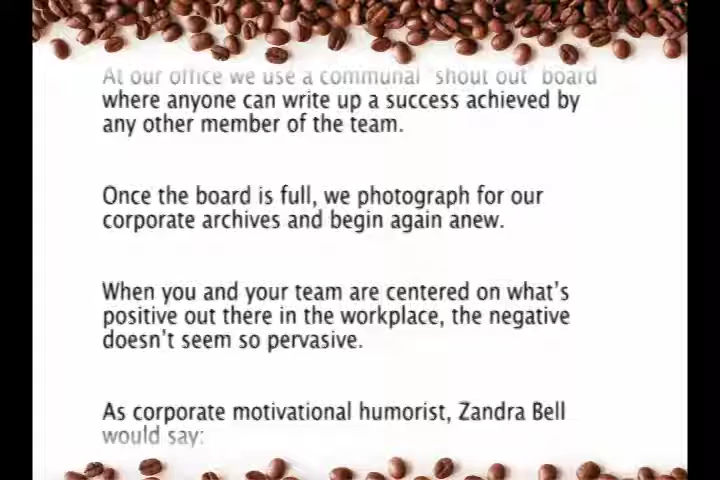 At our office we use a communal "shout out" board
where anyone can write up a success achieved by
any other member of the team.
Once the board is full, we photograph for our
corporate archives and begin again anew.
When you and your team are centered on what's
positive out there in the workplace, the negative
doesn't seem so pervasive.
As corporate motivational humorist, Zandra Bell
would say: